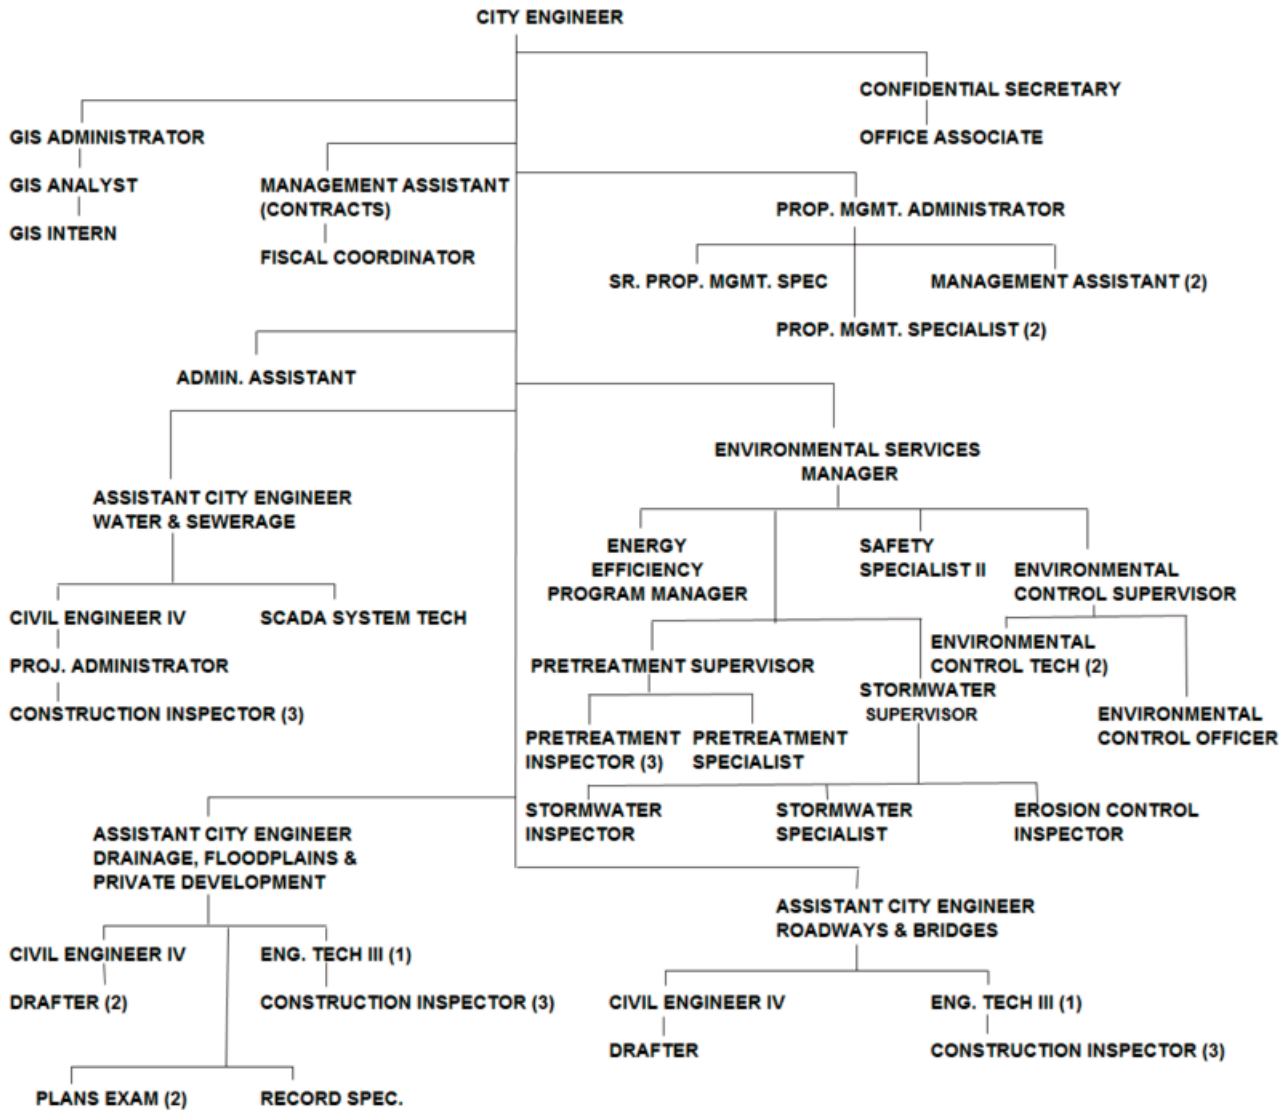 CITY ENGINEER
CONFIDENTIAL SECRETARY
OFFICE ASSOCIATE
GIS ADMINISTRATOR
GIS ANALYST
GIS INTERN
MANAGEMENT ASSISTANT
(CONTRACTS)
FISCAL COORDINATOR
PROP. MGMT. ADMINISTRATOR
SR. PROP. MGMT. SPEC
MANAGEMENT ASSISTANT (2)
PROP. MGMT. SPECIALIST (2)
ADMIN. ASSISTANT
ENVIRONMENTAL SERVICES
MANAGER
ASSISTANT CITY ENGINEER
WATER & SEWERAGE
CIVIL ENGINEER IV
SCADA SYSTEM TECH
PROJ. ADMINISTRATOR
CONSTRUCTION INSPECTOR (3)
ENERGY
EFFICIENCY
PROGRAM MANAGER
SAFETY
SPECIALIST II
ENVIRONMENTAL
CONTROL SUPERVISOR
ENVIRONMENTAL
CONTROL TECH (2)
ENVIRONMENTAL
CONTROL OFFICER
PRETREATMENT SUPERVISOR
STORMWATER
SUPERVISOR
PRETREATMENT
INSPECTOR (3)
PRETREATMENT
SPECIALIST
STORMWATER
INSPECTOR
STORMWATER
SPECIALIST
EROSION CONTROL
INSPECTOR
ASSISTANT CITY ENGINEER
DRAINAGE, FLOODPLAINS &
PRIVATE DEVELOPMENT
CIVIL ENGINEER IV
ENG. TECH III (1)
DRAFTER (2)
CONSTRUCTION INSPECTOR (3)
PLANS EXAM (2)
RECORD SPEC.
ASSISTANT CITY ENGINEER
ROADWAYS & BRIDGES
CIVIL ENGINEER IV
ENG. TECH III (1)
DRAFTER
CONSTRUCTION INSPECTOR (3)